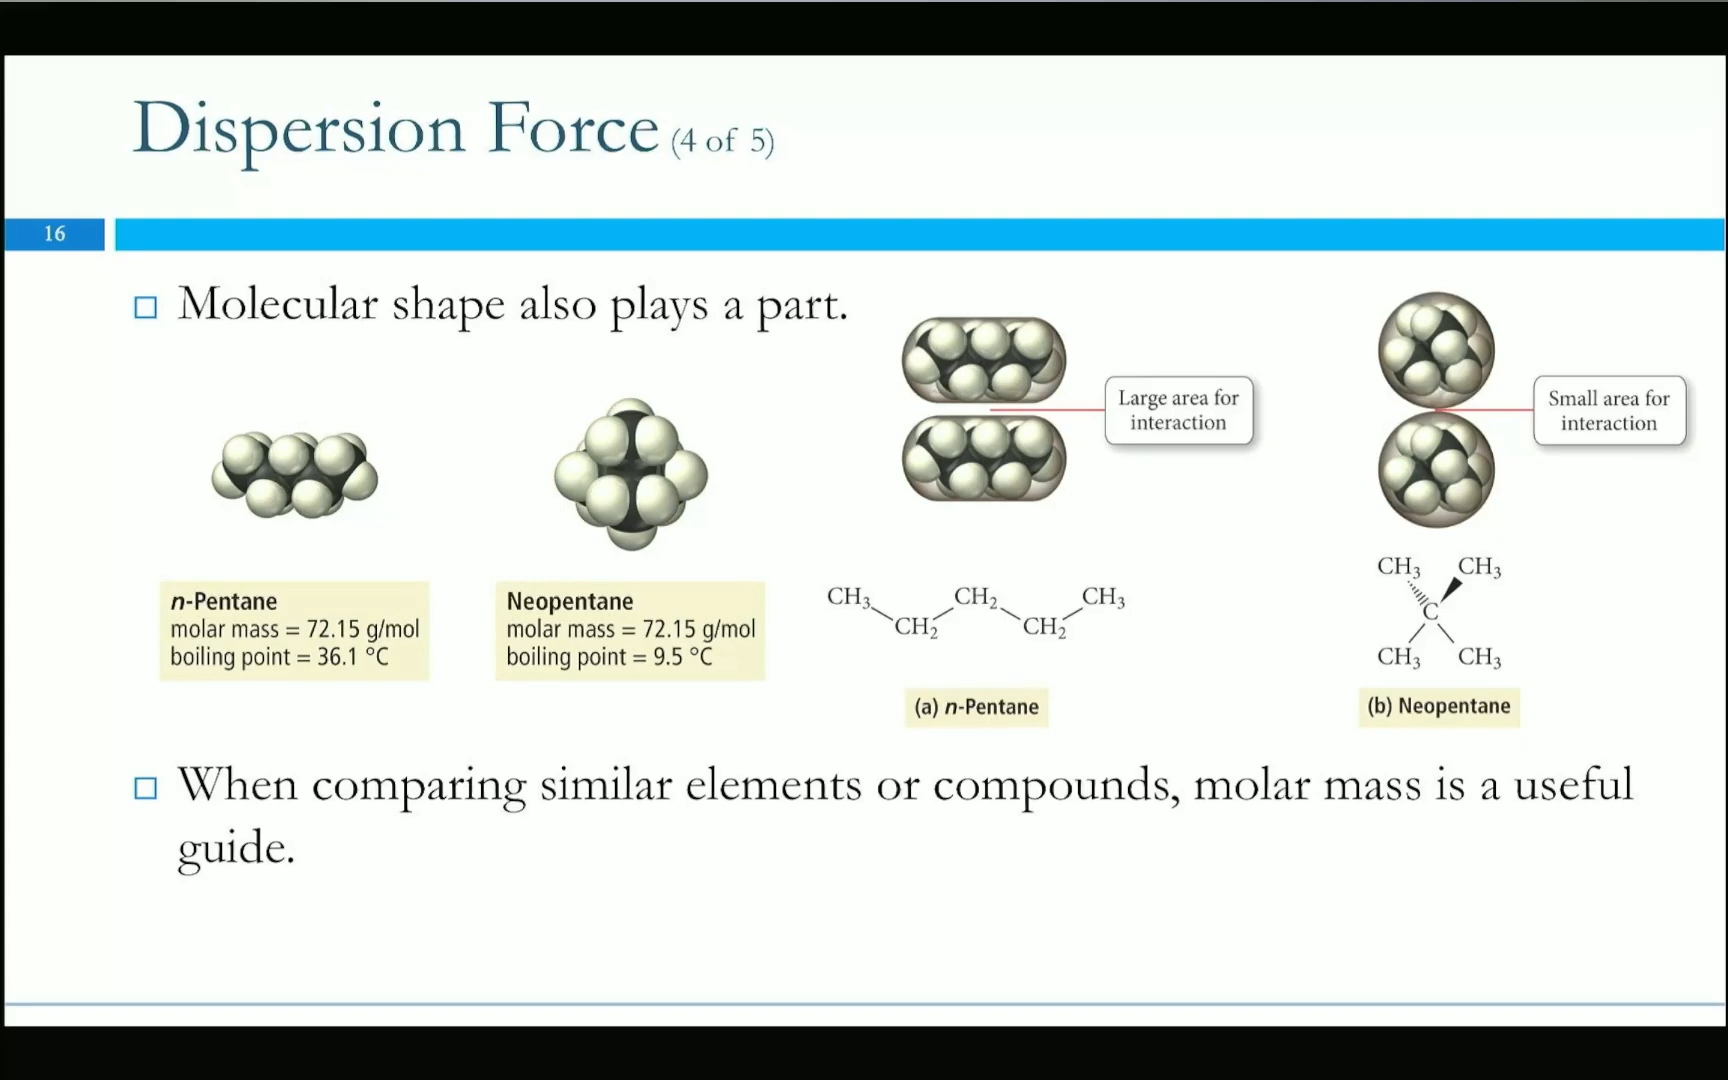 Dispersion Force (4 of 5)
16
□ Molecular shape also plays a part.
Large area for
interaction
Small area for
interaction
n-Pentane
molar mass = 72.15 g/mol
boiling point = 36.1 °C
Neopentane
molar mass = 72.15 g/mol
boiling point = 9.5 °C
CH₃ CH₂ CH₃
CH₂ CH₂
(a) n-Pentane
CH₃ CH₃
C
CH₃ CH₃
(b) Neopentane
□ When comparing similar elements or compounds, molar mass is a useful
guide.